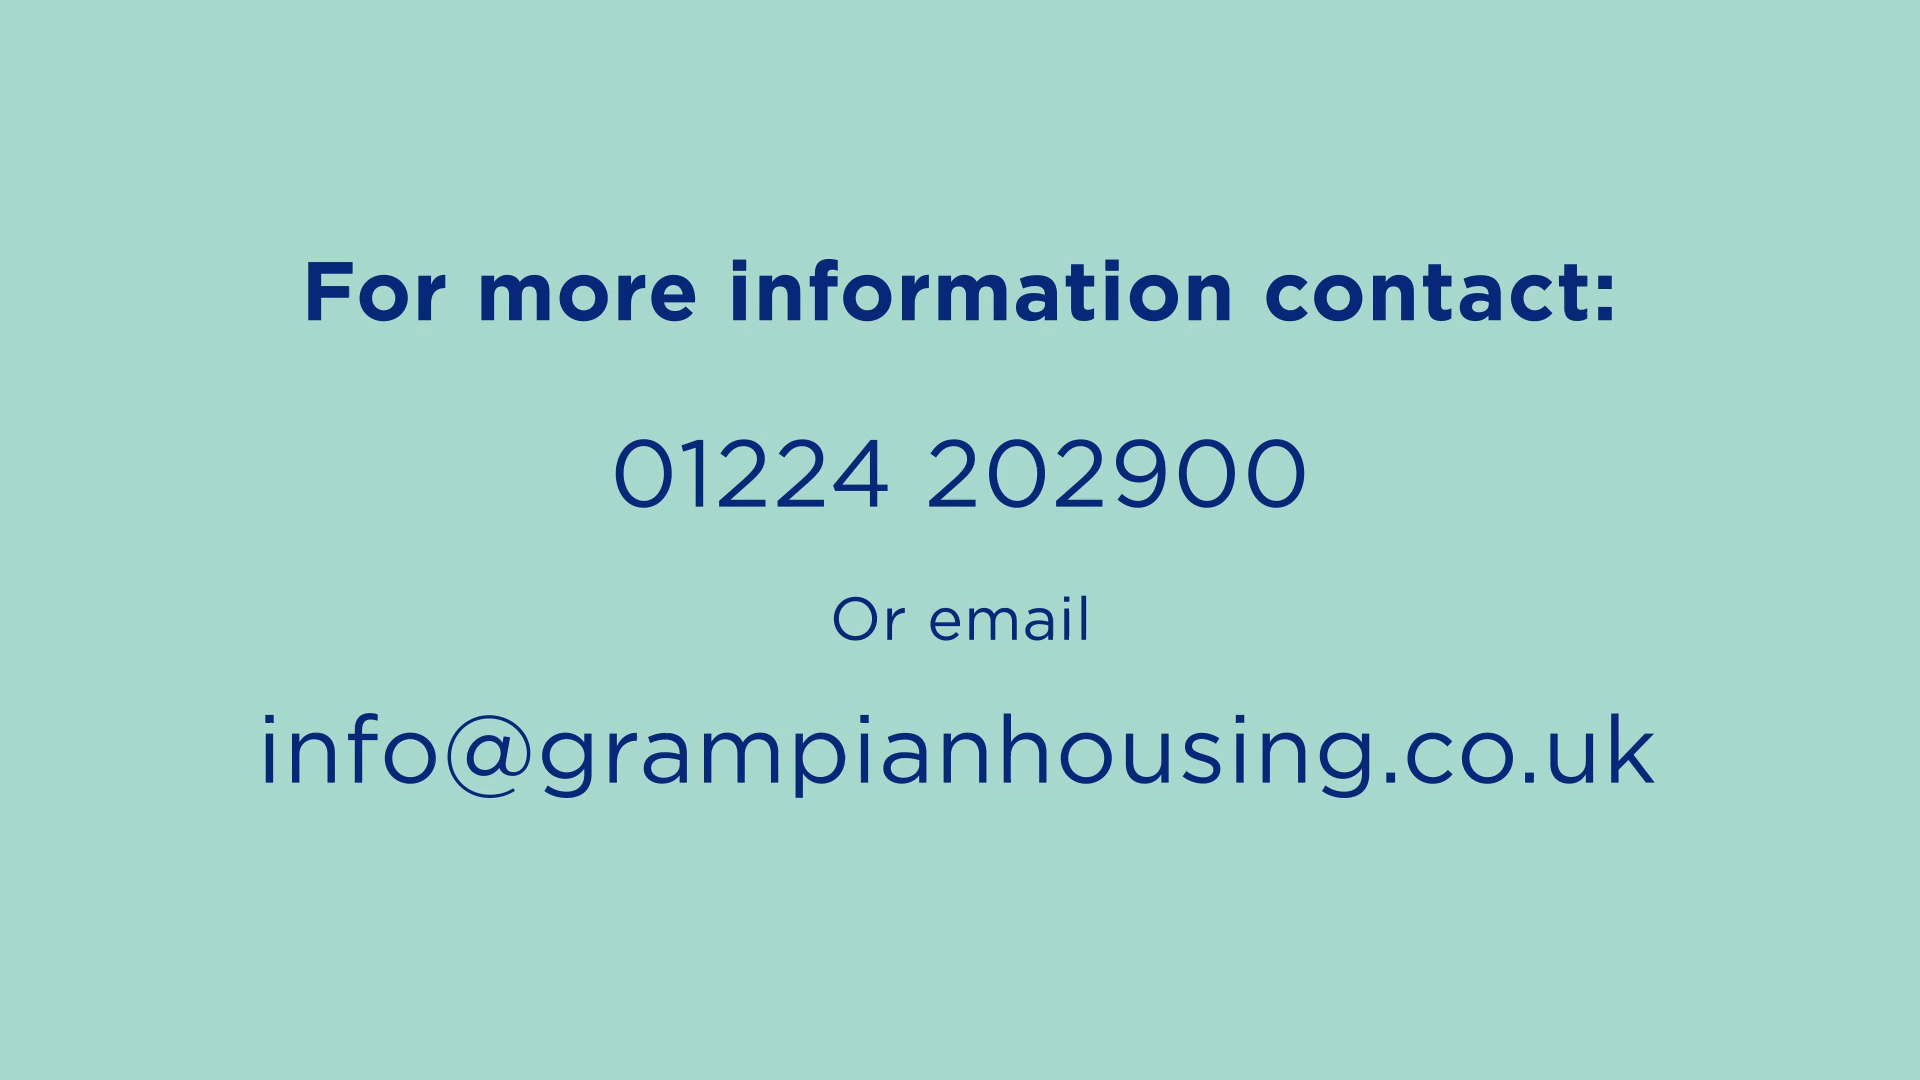 For more information contact:
01224 202900
Or email
info@grampianhousing.co.uk